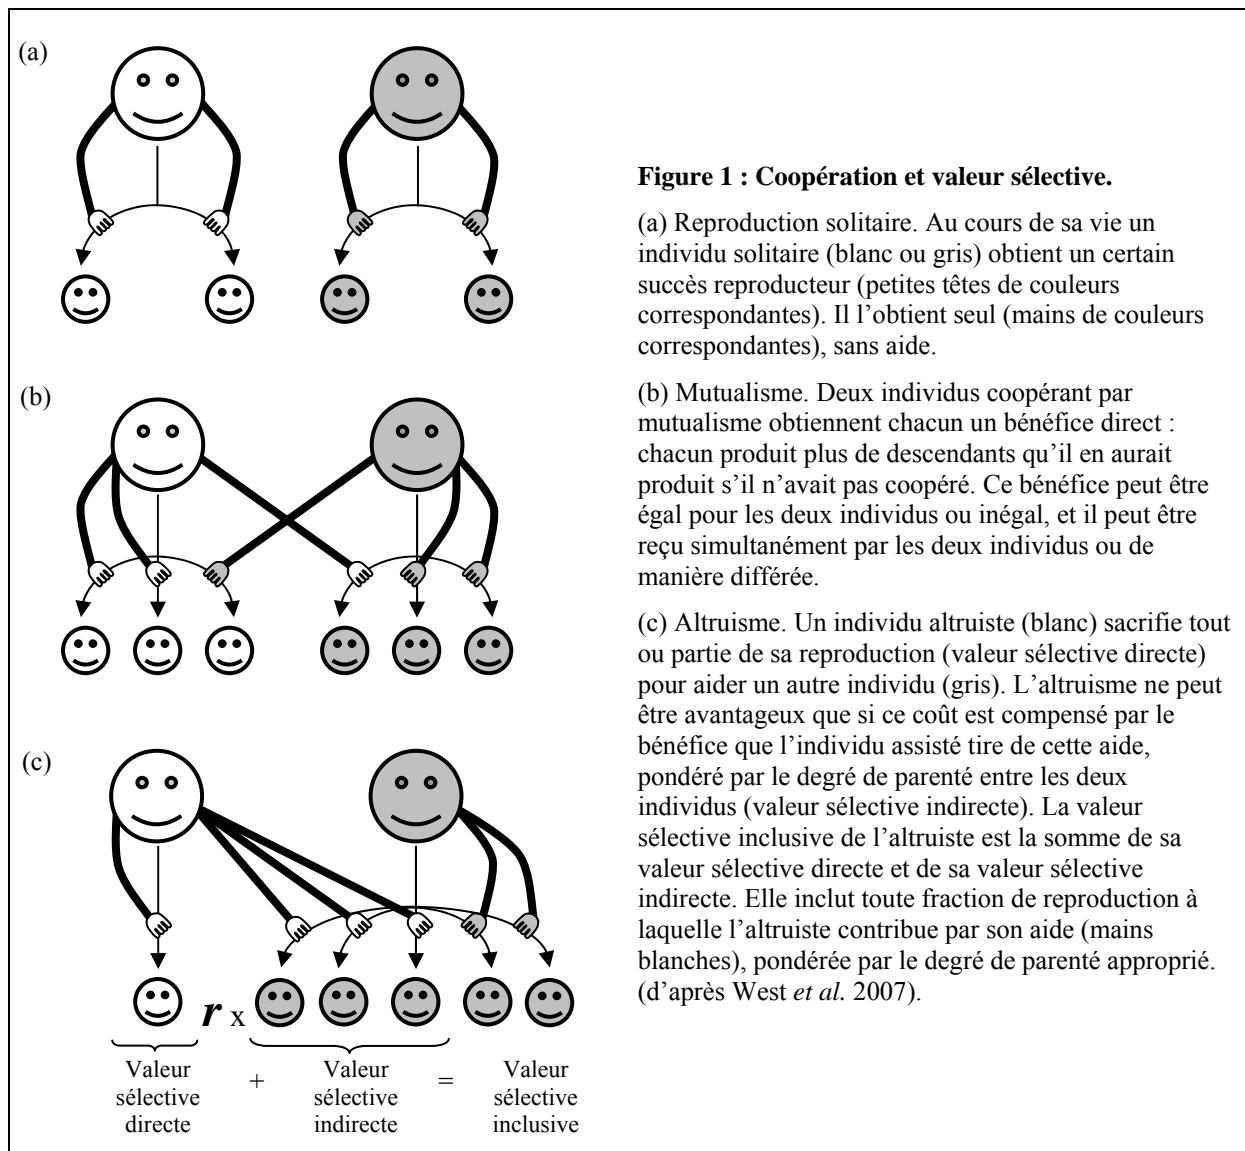 (a)
Figure 1 : Coopération et valeur sélective.
(a) Reproduction solitaire. Au cours de sa vie un
individu solitaire (blanc ou gris) obtient un certain
succès reproducteur (petites têtes de couleurs
correspondantes). Il l’obtient seul (mains de couleurs
correspondantes), sans aide.
(b)
(b) Mutualisme. Deux individus coopérant par
mutualisme obtiennent chacun un bénéfice direct :
chacun produit plus de descendants qu’il en aurait
produit s’il n’avait pas coopéré. Ce bénéfice peut être
égal pour les deux individus ou inégal, et il peut être
reçu simultanément par les deux individus ou de
manière différée.
(c)
(c) Altruisme. Un individu altruiste (blanc) sacrifie tout
ou partie de sa reproduction (valeur sélective directe)
pour aider un autre individu (gris). L’altruisme ne peut
être avantageux que si ce coût est compensé par le
bénéfice que l’individu assisté tire de cette aide,
pondéré par le degré de parenté entre les deux
individus (valeur sélective indirecte). La valeur
sélective inclusive de l’altruiste est la somme de sa
valeur sélective directe et de sa valeur sélective
indirecte. Elle inclut toute fraction de reproduction à
laquelle l’altruiste contribue par son aide (mains
blanches), pondérée par le degré de parenté approprié.
(d’après West et al. 2007).
r x
Valeur
sélective
directe
+
Valeur
sélective
indirecte
=
Valeur
sélective
inclusive